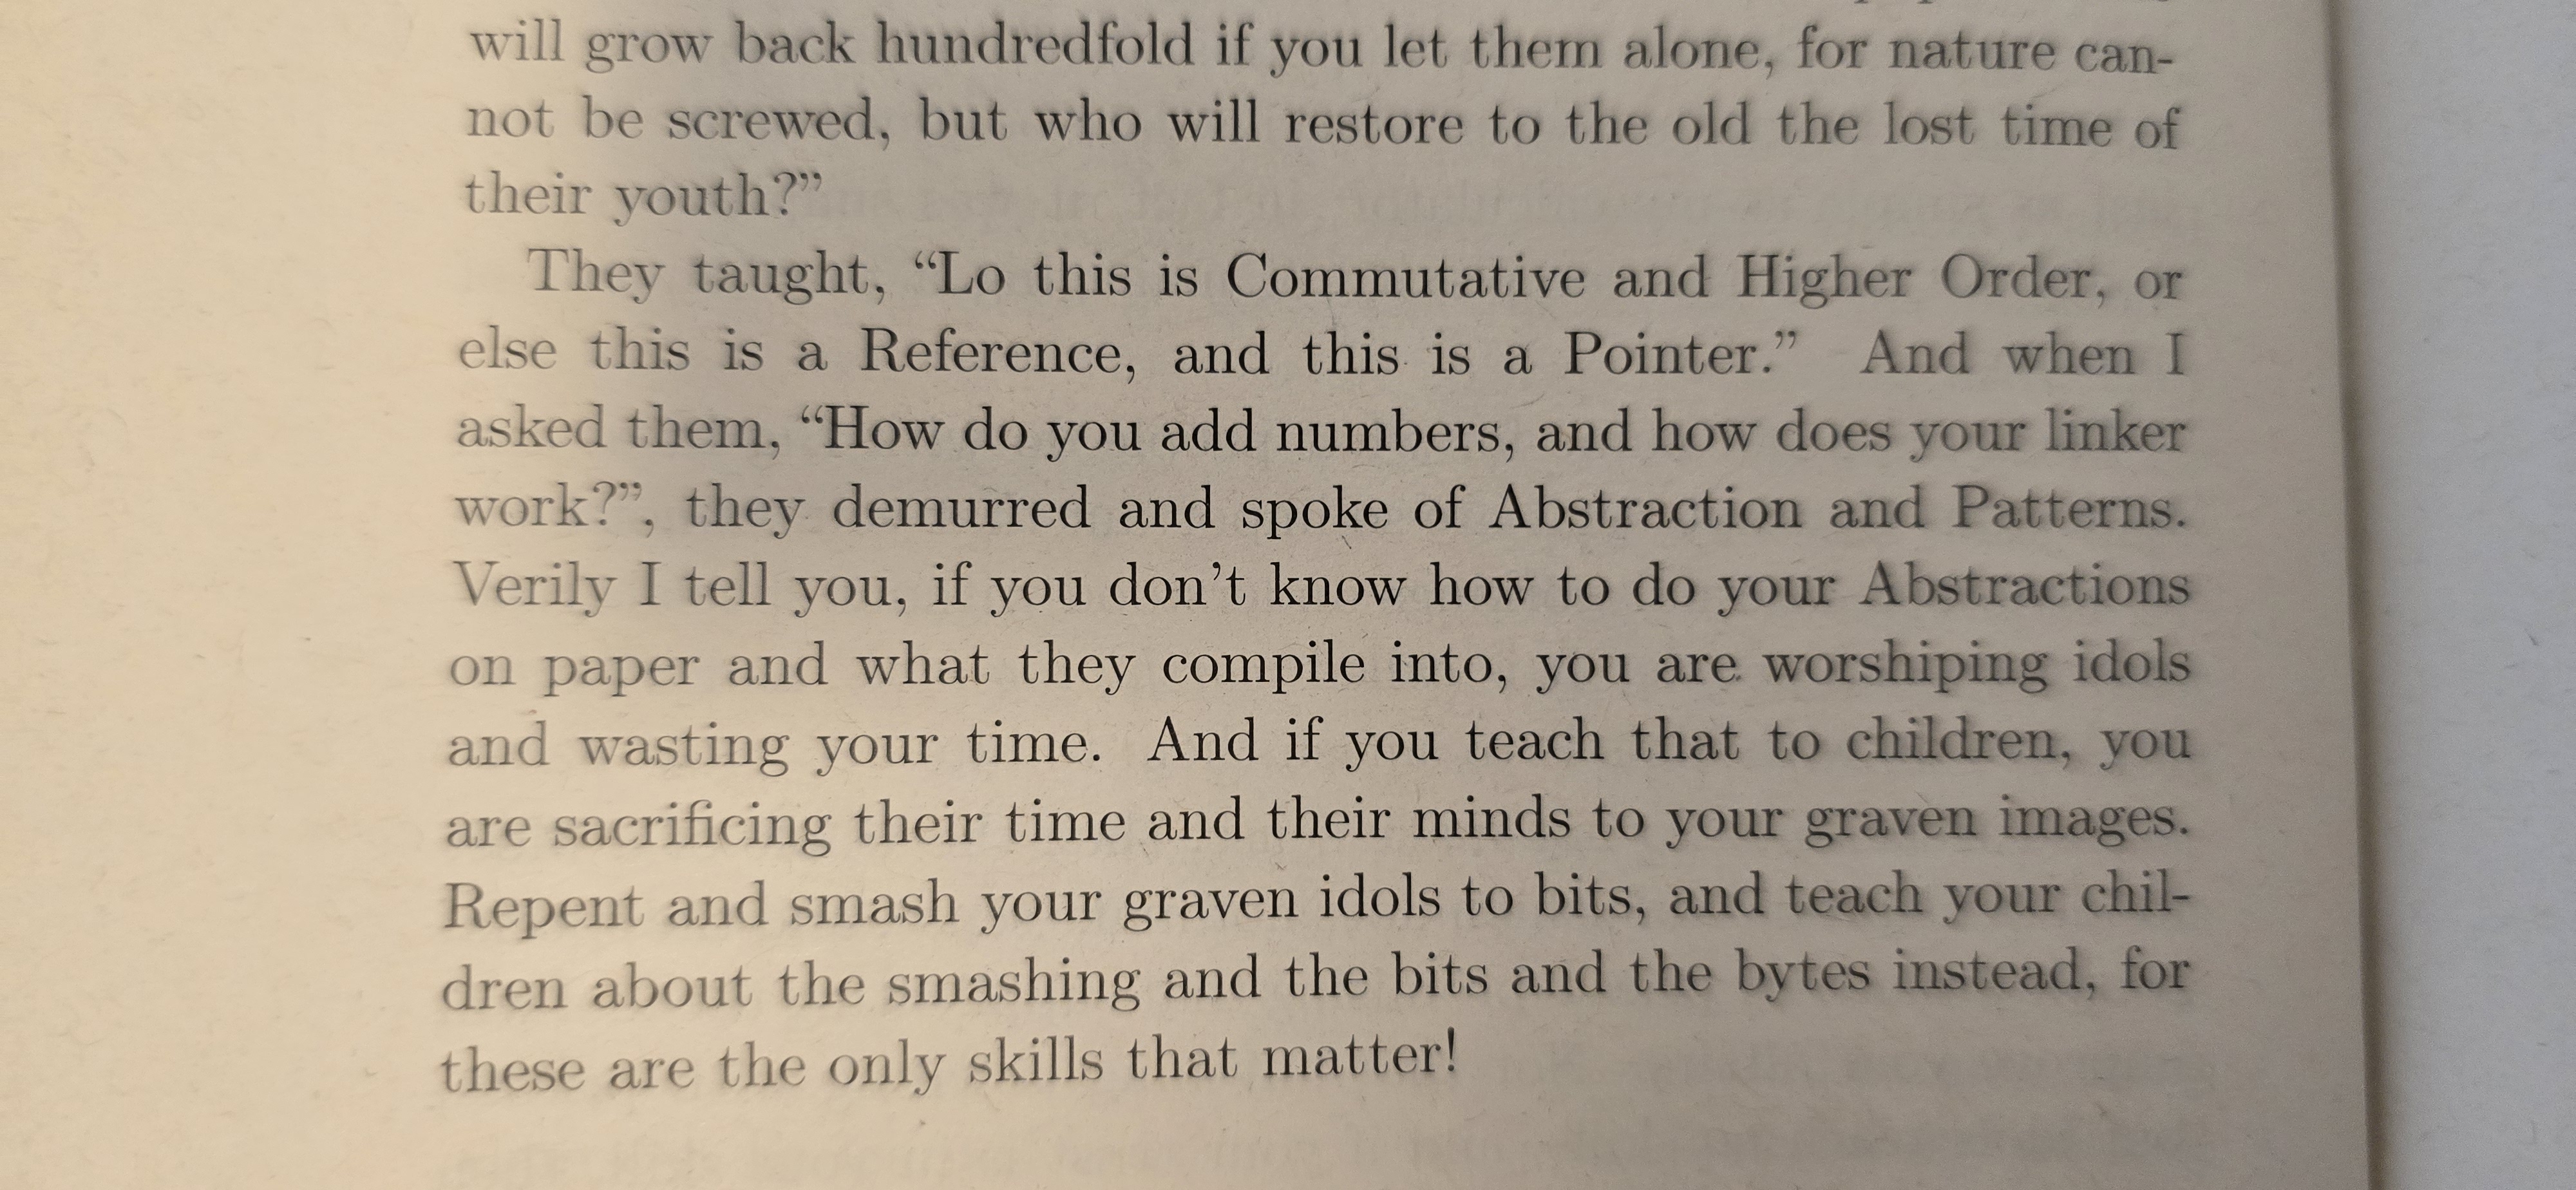 will grow back hundredfold if you let them alone, for nature can-
not be screwed, but who will restore to the old the lost time of
their youth?”
They taught, “Lo this is Commutative and Higher Order, or
else this is a Reference, and this is a Pointer.” And when I
asked them, “How do you add numbers, and how does your linker
work?”, they demurred and spoke of Abstraction and Patterns.
Verily I tell you, if you don’t know how to do your Abstractions
on paper and what they compile into, you are worshiping idols
and wasting your time. And if you teach that to children, you
are sacrificing their time and their minds to your graven images.
Repent and smash your graven idols to bits, and teach your chil-
dren about the smashing and the bits and the bytes instead, for
these are the only skills that matter!